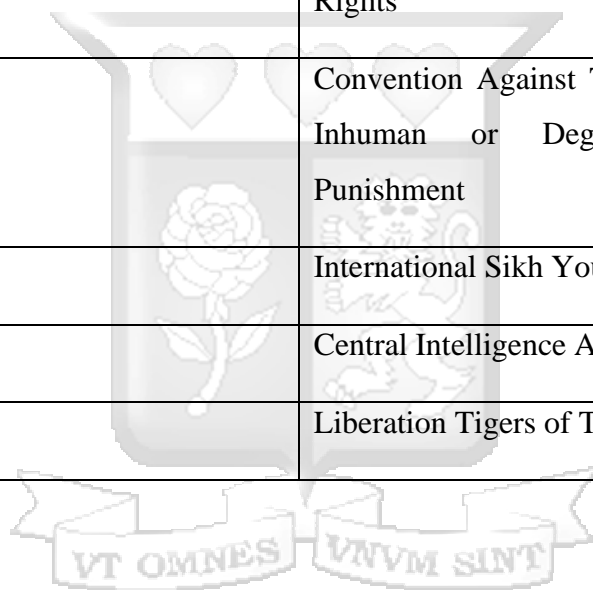 Rights
Convention Against
Inhuman or Deg
Punishment
International Sikh You
Central Intelligence A
Liberation Tigers of T
VT OMNES VNVM SINT